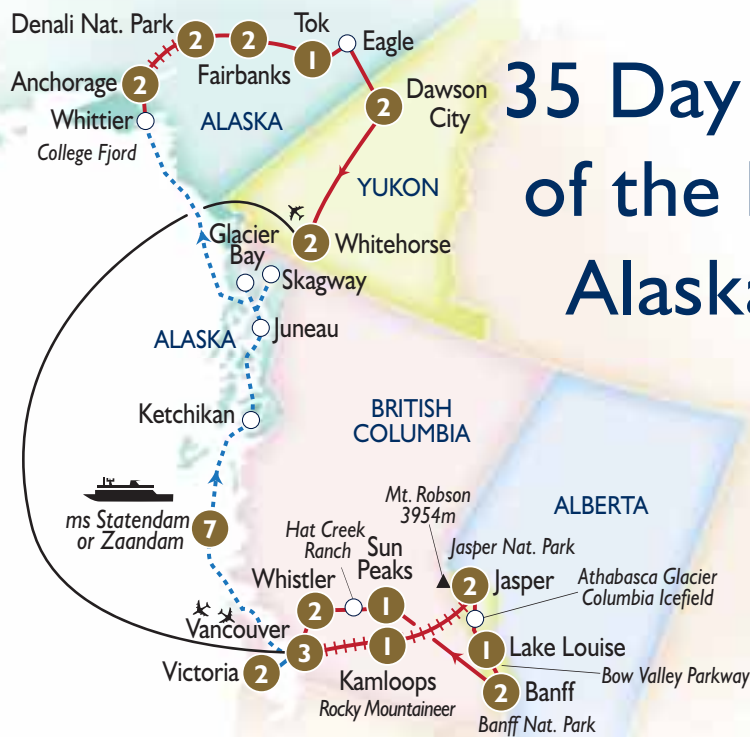 35 Day
of the
Alaska
Denali Nat. Park
2
2
Fairbanks
Tok
1
Eagle
Anchorage
2
Whittier
College Fjord
ALASKA
2
Dawson
City
YUKON
2
Whitehorse
Glacier
Bay
Skagway
Juneau
ALASKA
Ketchikan
BRITISH
COLUMBIA
ALBERTA
ms Statendam
or Zaandam
7
Mt. Robson
3954m
Jasper Nat. Park
2
Jasper
Hat Creek
Ranch
Sun
Peaks
1
Whistler
2
Athabasca Glacier
Columbia Icefield
Vancouver
3
Victoria
2
1
Kamloops
Rocky Mountaineer
1
Lake Louise
Bow Valley Parkway
2
Banff
Banff Nat. Park